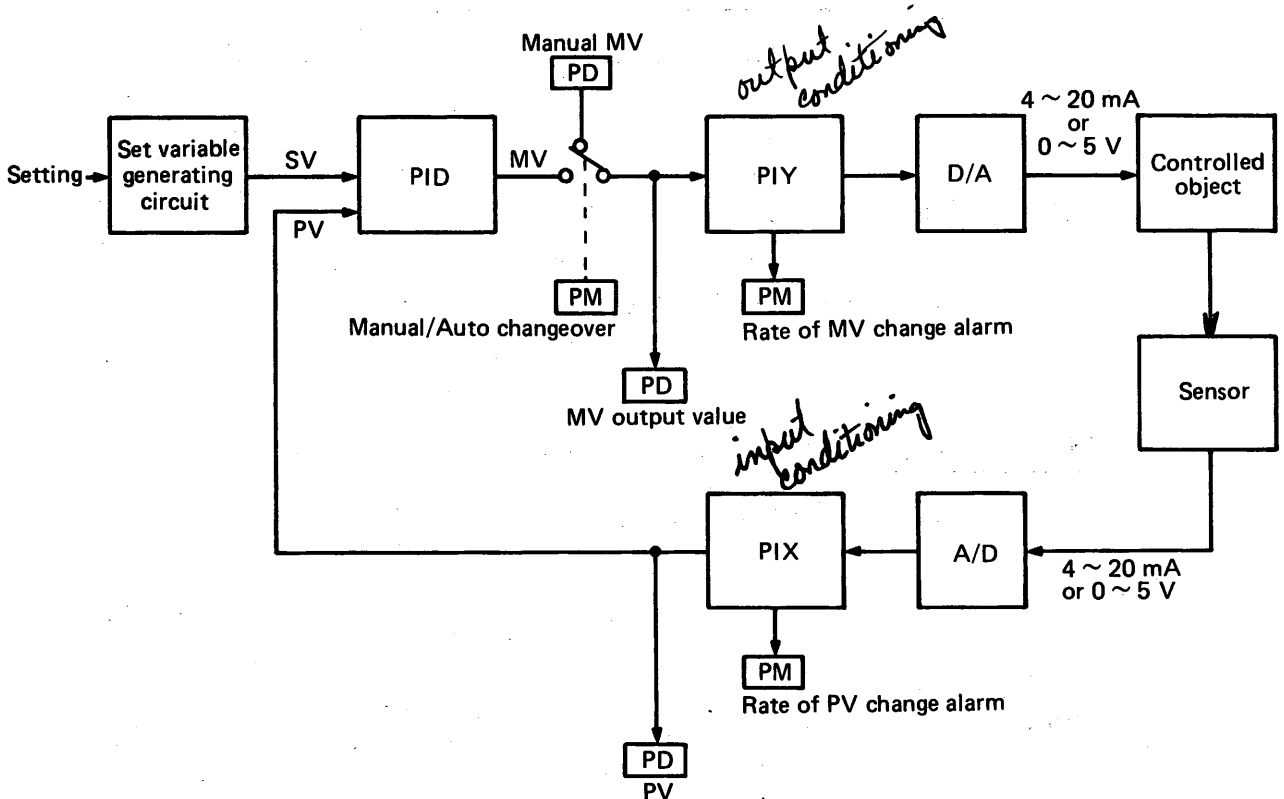 Manual MV
PD
output
conditioning
4 ~ 20 mA
or
0 ~ 5 V
Setting
Set variable
generating
circuit
SV
PV
PID
MV
PIY
D/A
Controlled
object
PM
Manual/Auto changeover
PM
Rate of MV change alarm
PD
MV output value
Sensor
input
conditioning
PIX
A/D
4 ~ 20 mA
or 0 ~ 5 V
PM
Rate of PV change alarm
PD
PV